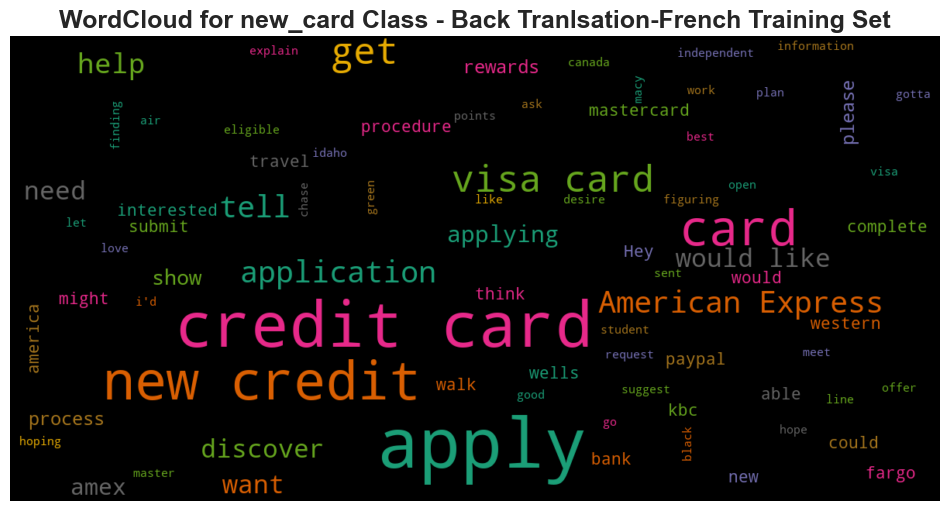 WordCloud for new_card Class - Back Tranlsation-French Training Set
explain
get
help
rewards
canada
independent
information
macy
work
plan
gotta
please
ask
mastercard
points
procedure
finding
air
eligible
best
idaho
travel
visa card
visa
need
chase
green
like
desire
figuring
open
interested
tell
submit
let
card
complete
applying
love
Hey
would like
application
show
sent
would
might
i'd
think
American Express
america
credit card
western
student
request
meet
paypal
new credit
walk
wells
good
suggest
able
offer
line
process
kbc
hoping
apply
go
black
hope
could
discover
bank
master
amex
want
new
fargo